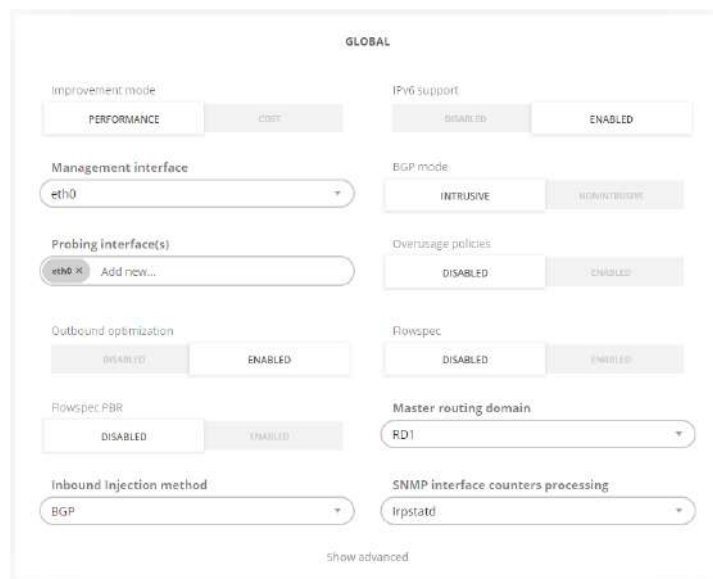 GLOBAL
Improvement mode
IPv6 support
PERFORMANCE COST
DISABLED ENABLED
Management interface
BGP mode
eth0
INTRUSIVE NONINTRUSIVE
Probing interface(s)
Overusage policies
eth0 × Add new...
DISABLED ENABLED
Outbound optimization
Flowspec
DISABLED ENABLED
DISABLED ENABLED
Flowspec PBR
Master routing domain
DISABLED ENABLED
RD1
Inbound Injection method
SNMP interface counters processing
BGP
Irpstatd
Show advanced